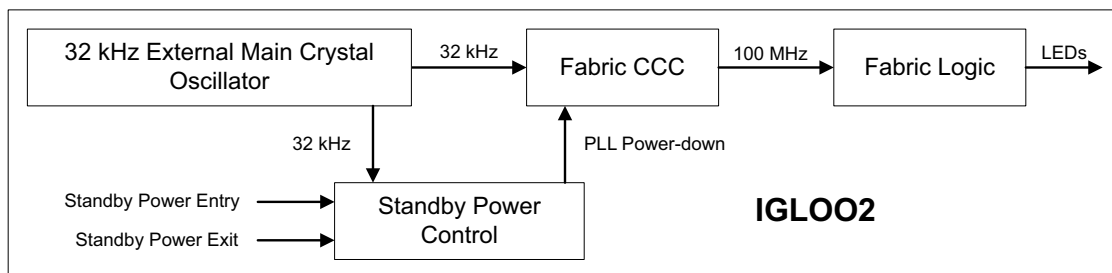 32 kHz External Main Crystal
Oscillator
32 kHz
Fabric CCC
100 MHz
Fabric Logic
LEDs
32 kHz
PLL Power-down
Standby Power Entry
Standby Power Exit
Standby Power
Control
IGLOO2